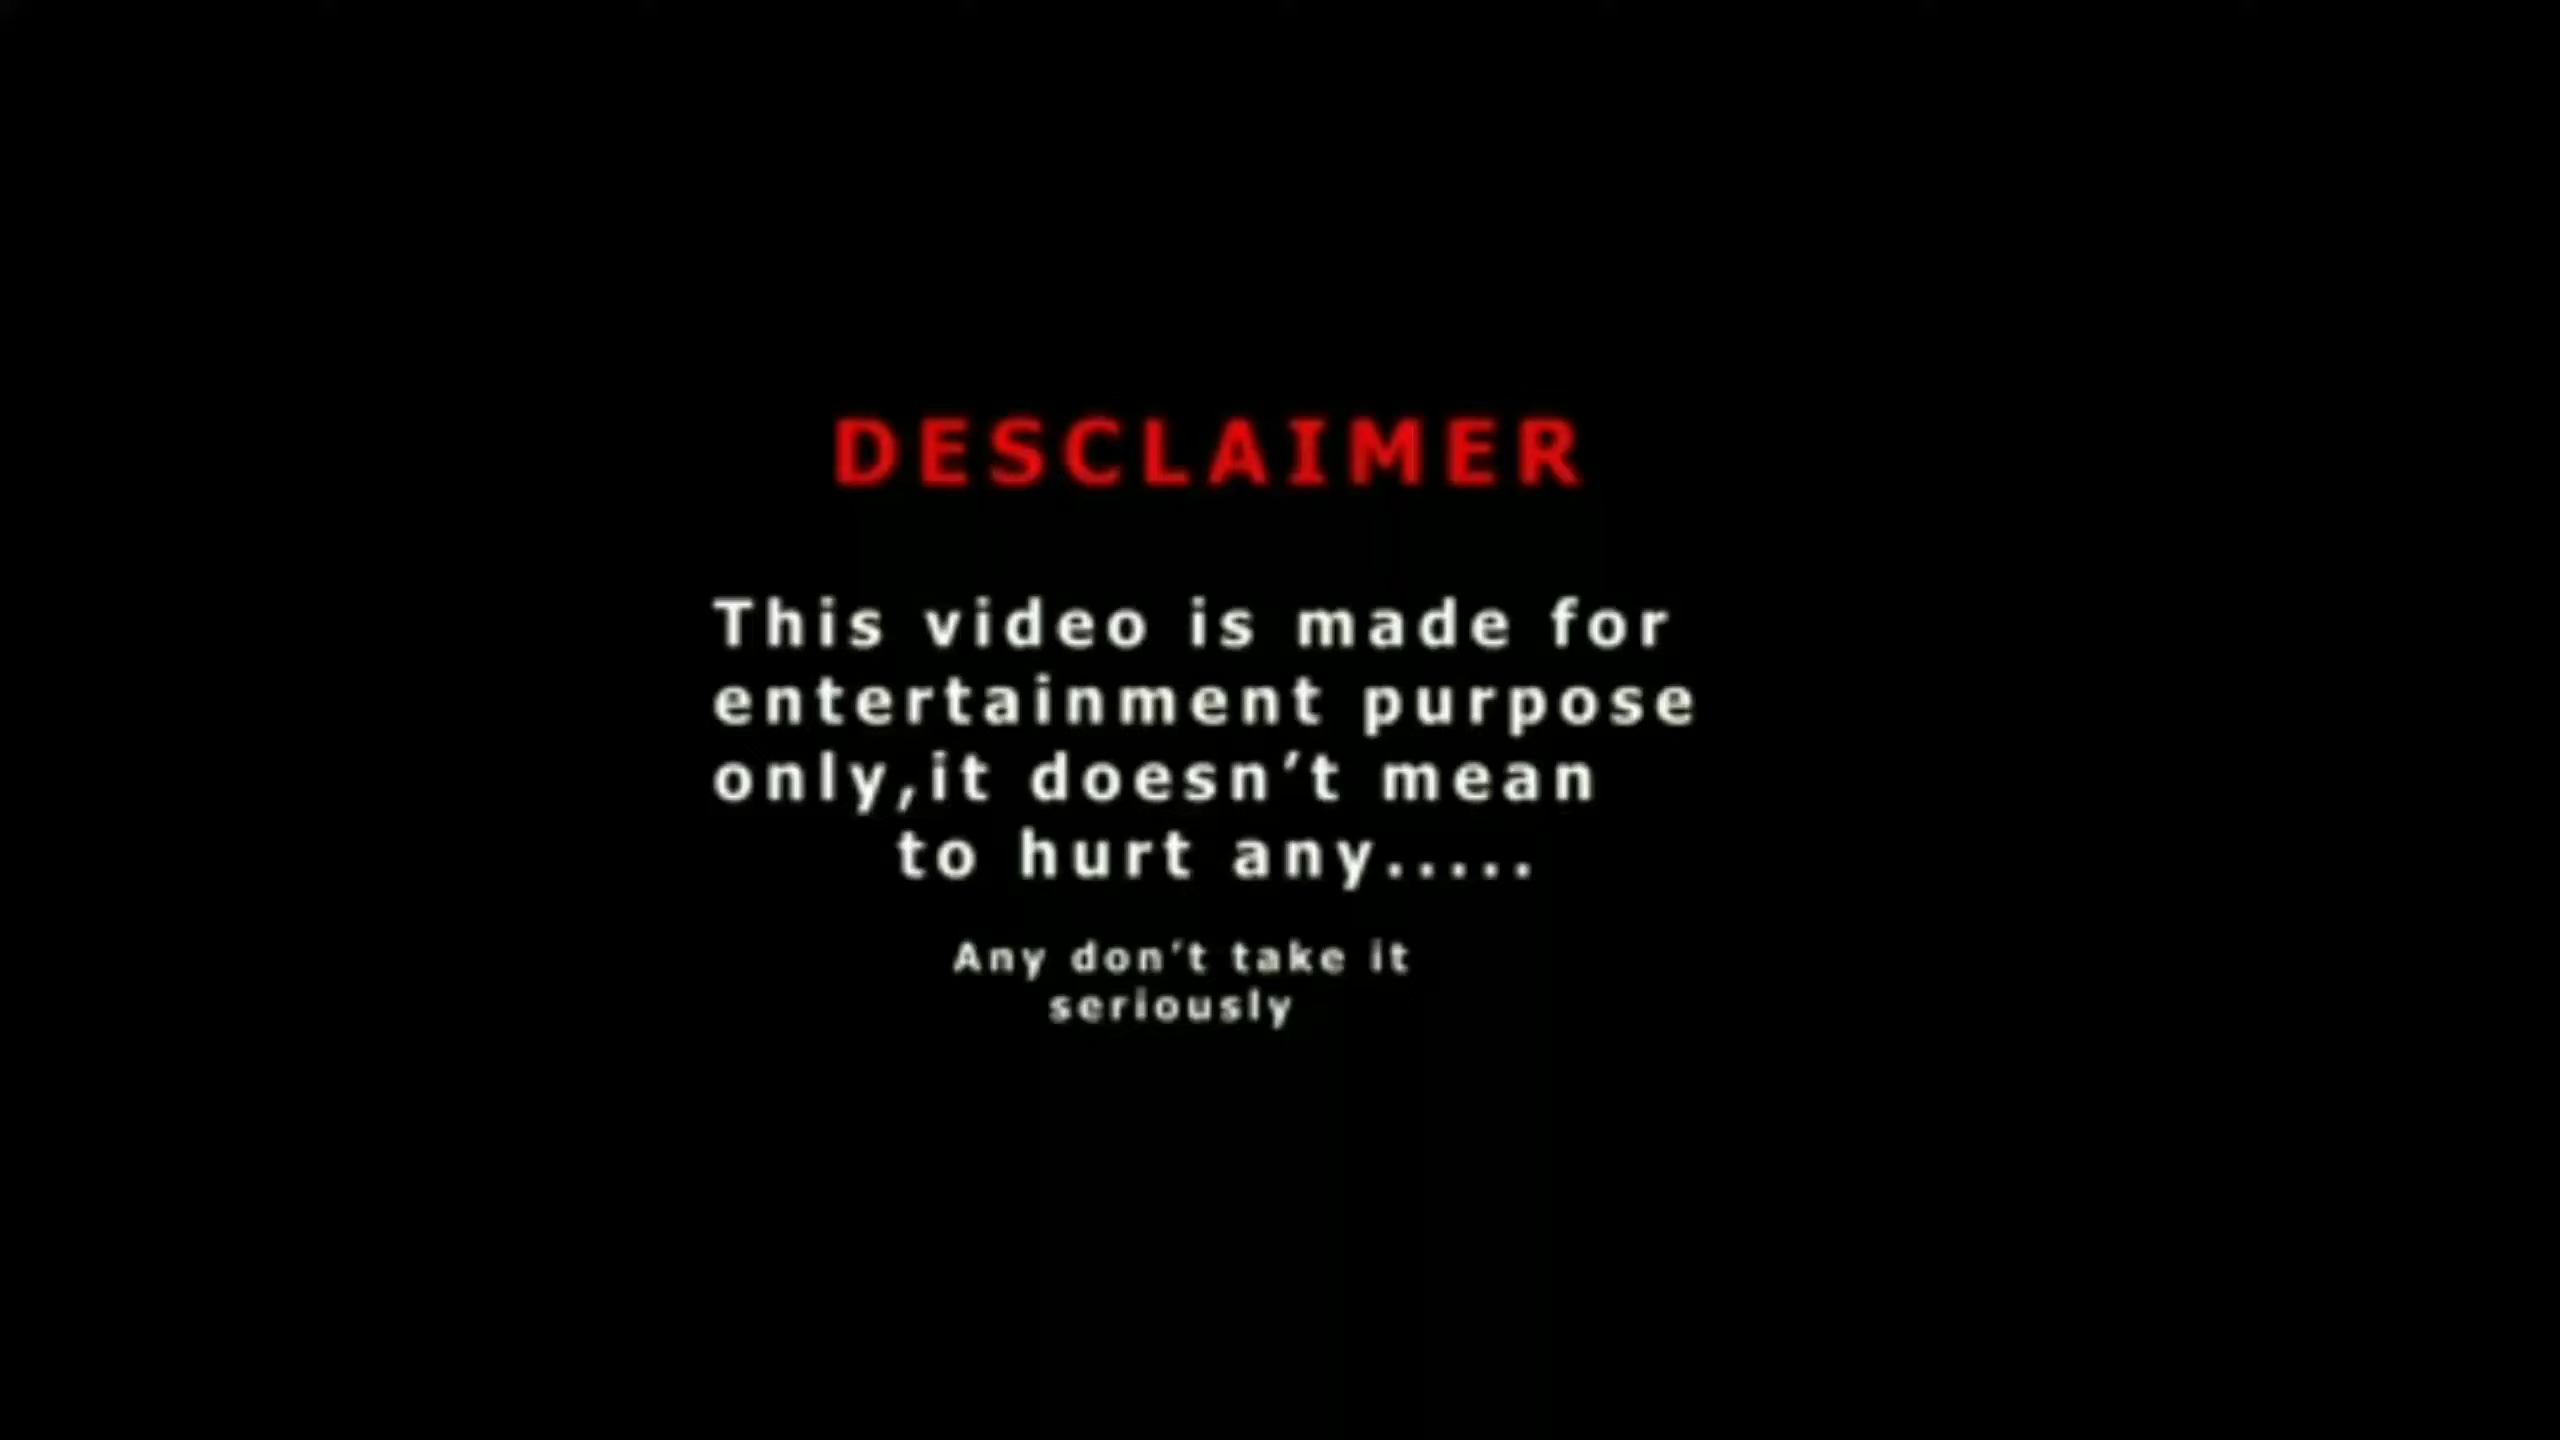 DESCLAIMER
This video is made for
entertainment purpose
only,it doesn't mean
to hurt any.....
Any don't take it
seriously